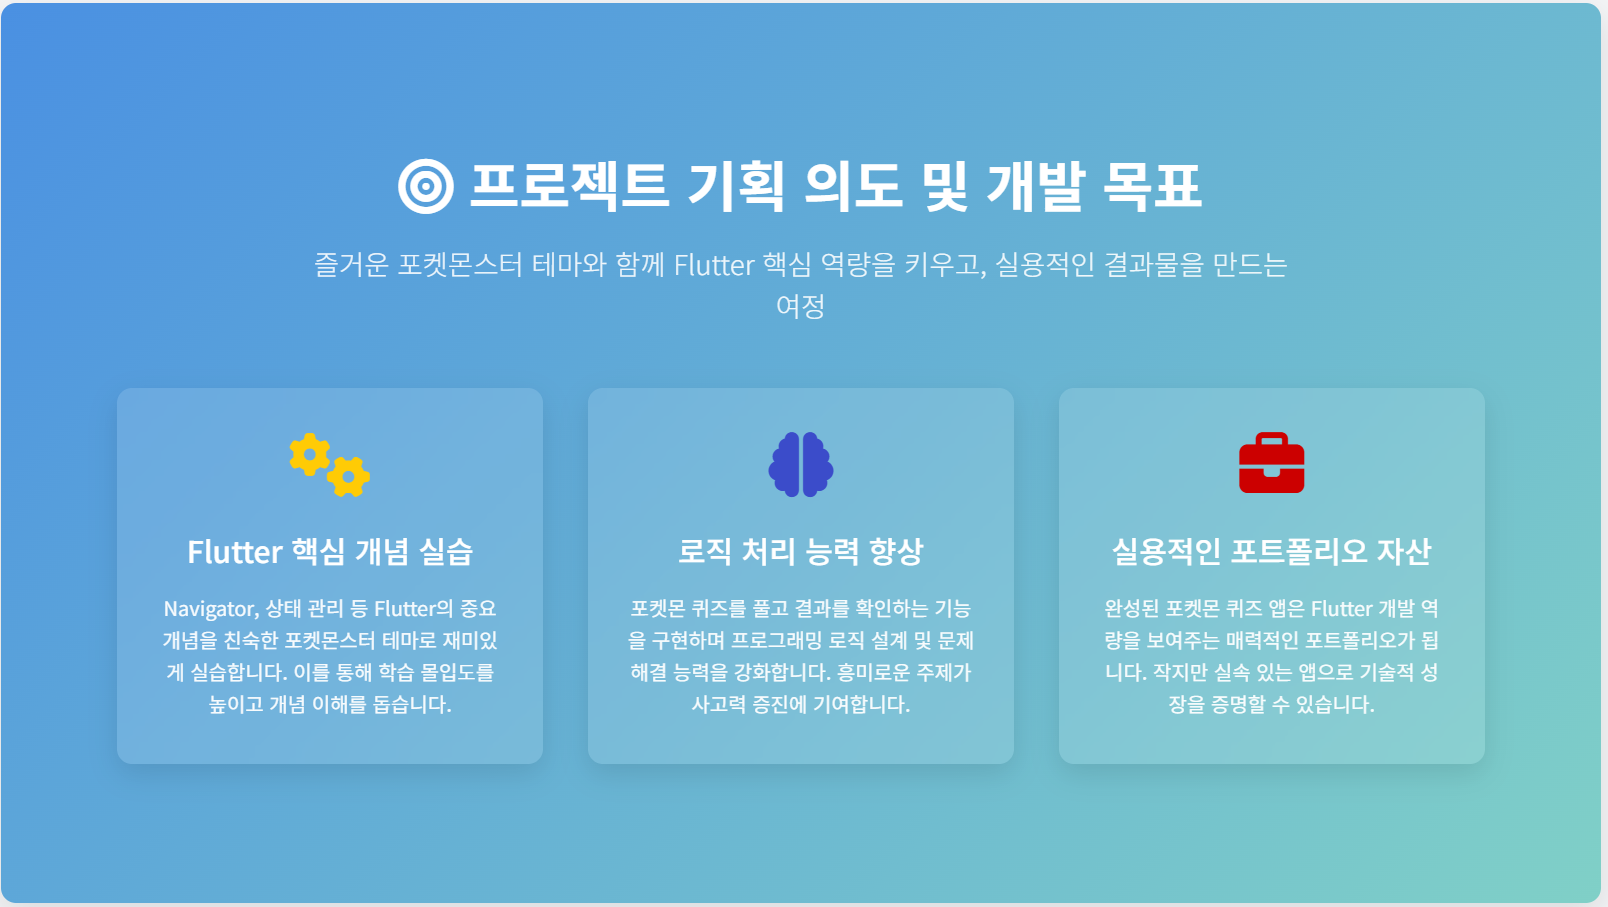 프로젝트 기획 의도 및 개발 목표
즐거운 포켓몬스터 테마와 함께 Flutter 핵심 역량을 키우고, 실용적인 결과물을 만드는
여정
Flutter 핵심 개념 실습
Navigator, 상태 관리 등 Flutter의 중요
개념을 친숙한 포켓몬스터 테마로 재미있
게 실습합니다. 이를 통해 학습 몰입도를
높이고 개념 이해를 돕습니다.
로직 처리 능력 향상
포켓몬 퀴즈를 풀고 결과를 확인하는 기능
을 구현하며 프로그래밍 로직 설계 및 문제
해결 능력을 강화합니다. 흥미로운 주제가
사고력 증진에 기여합니다.
실용적인 포트폴리오 자산
완성된 포켓몬 퀴즈 앱은 Flutter 개발 역
량을 보여주는 매력적인 포트폴리오가 됩
니다. 작지만 실속 있는 앱으로 기술적 성
장을 증명할 수 있습니다.